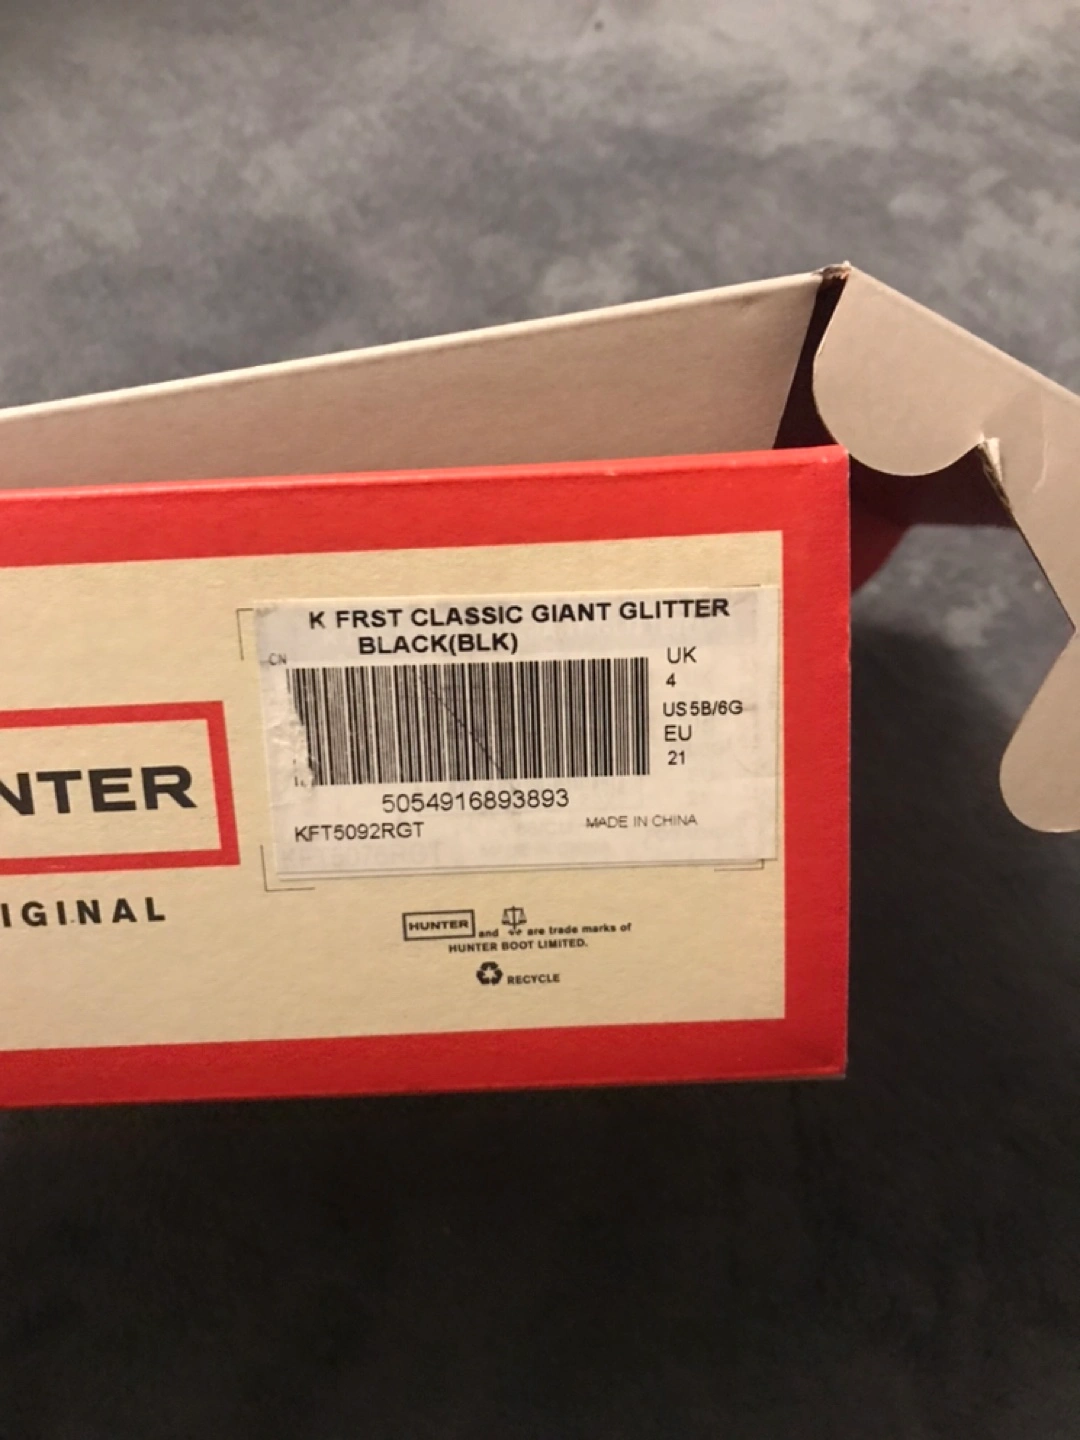 K FRST CLASSIC GIANT GLITTER
BLACK(BLK)
CN
UK
4
US 5B/6G
EU
21
5054916893893
KFT5092RGT
MADE IN CHINA
NTER
IGINAL
HUNTER and are trade marks of
HUNTER BOOT LIMITED.
RECYCLE